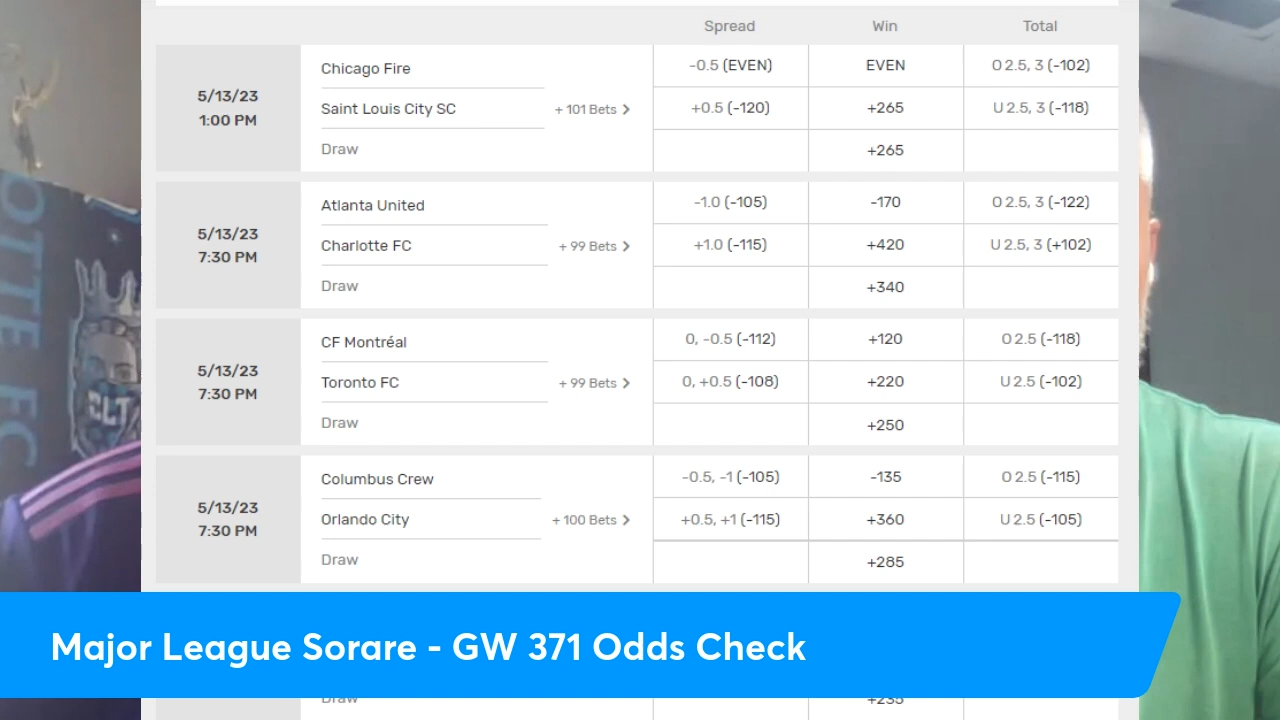 Spread Win Total
5/13/23
1:00 PM
Chicago Fire -0.5 (EVEN) EVEN O 2.5, 3 (-102)
Saint Louis City SC + 101 Bets +0.5 (-120) +265 U 2.5, 3 (-118)
Draw +265
5/13/23
7:30 PM
Atlanta United -1.0 (-105) -170 O 2.5, 3 (-122)
Charlotte FC + 99 Bets +1.0 (-115) +420 U 2.5, 3 (+102)
Draw +340
5/13/23
7:30 PM
CF Montréal 0, -0.5 (-112) +120 O 2.5 (-118)
Toronto FC + 99 Bets 0, +0.5 (-108) +220 U 2.5 (-102)
Draw +250
5/13/23
7:30 PM
Columbus Crew -0.5, -1 (-105) -135 O 2.5 (-115)
Orlando City + 100 Bets +0.5, +1 (-115) +360 U 2.5 (-105)
Draw +285
Major League Sorare - GW 371 Odds Check
Draw +235
OTTE FC
CLT